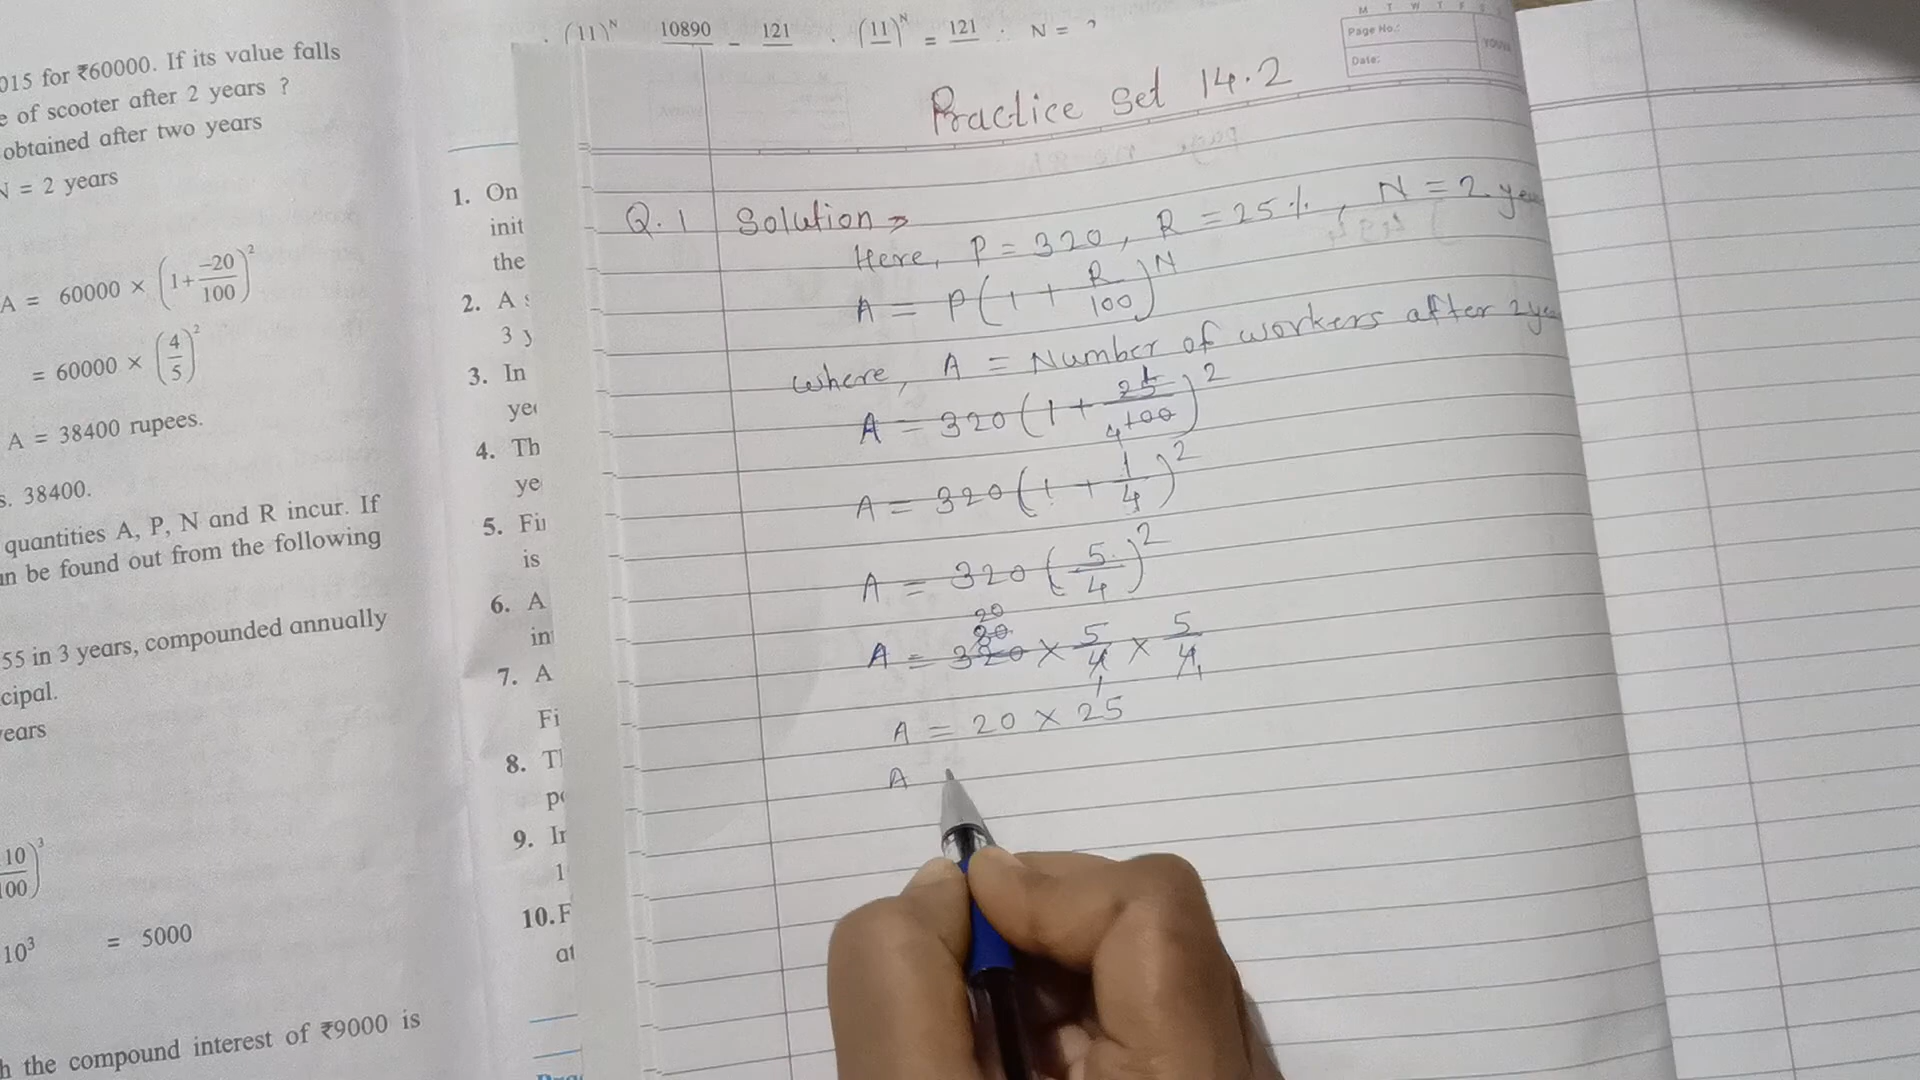 015 for ₹60000. If its value falls
e of scooter after 2 years ?
obtained after two years
N = 2 years
A = 60000 × (1+ -20/100)²
= 60000 × (4/5)²
A = 38400 rupees.
s. 38400.
quantities A, P, N and R incur. If
an be found out from the following
55 in 3 years, compounded annually
cipal.
years
10/100)³
10³ = 5000
h the compound interest of ₹9000 is
(11)ᴺ 10890 121 (11)ᴺ = 121 N = ?
1. On
init
the
2. A
3 y
3. In
yea
4. Th
ye
5. Fin
is
6. A
in
7. A
Fi
8. T
p
9. I
1
10. F
at
M T W T F
Page No.:
Date:
YOUVA
Practice set 14.2
Q.1 Solution ⇒
Here, P = 320, R = 25%, N = 2 yea
A = P(1 + R/100)ᴺ
where, A = Number of workers after 2 yea
A = 320(1 + 25/100)²
A = 320(1 + 1/4)²
A = 320(5/4)²
A = 320 × 5/4 × 5/4
A = 20 × 25
A